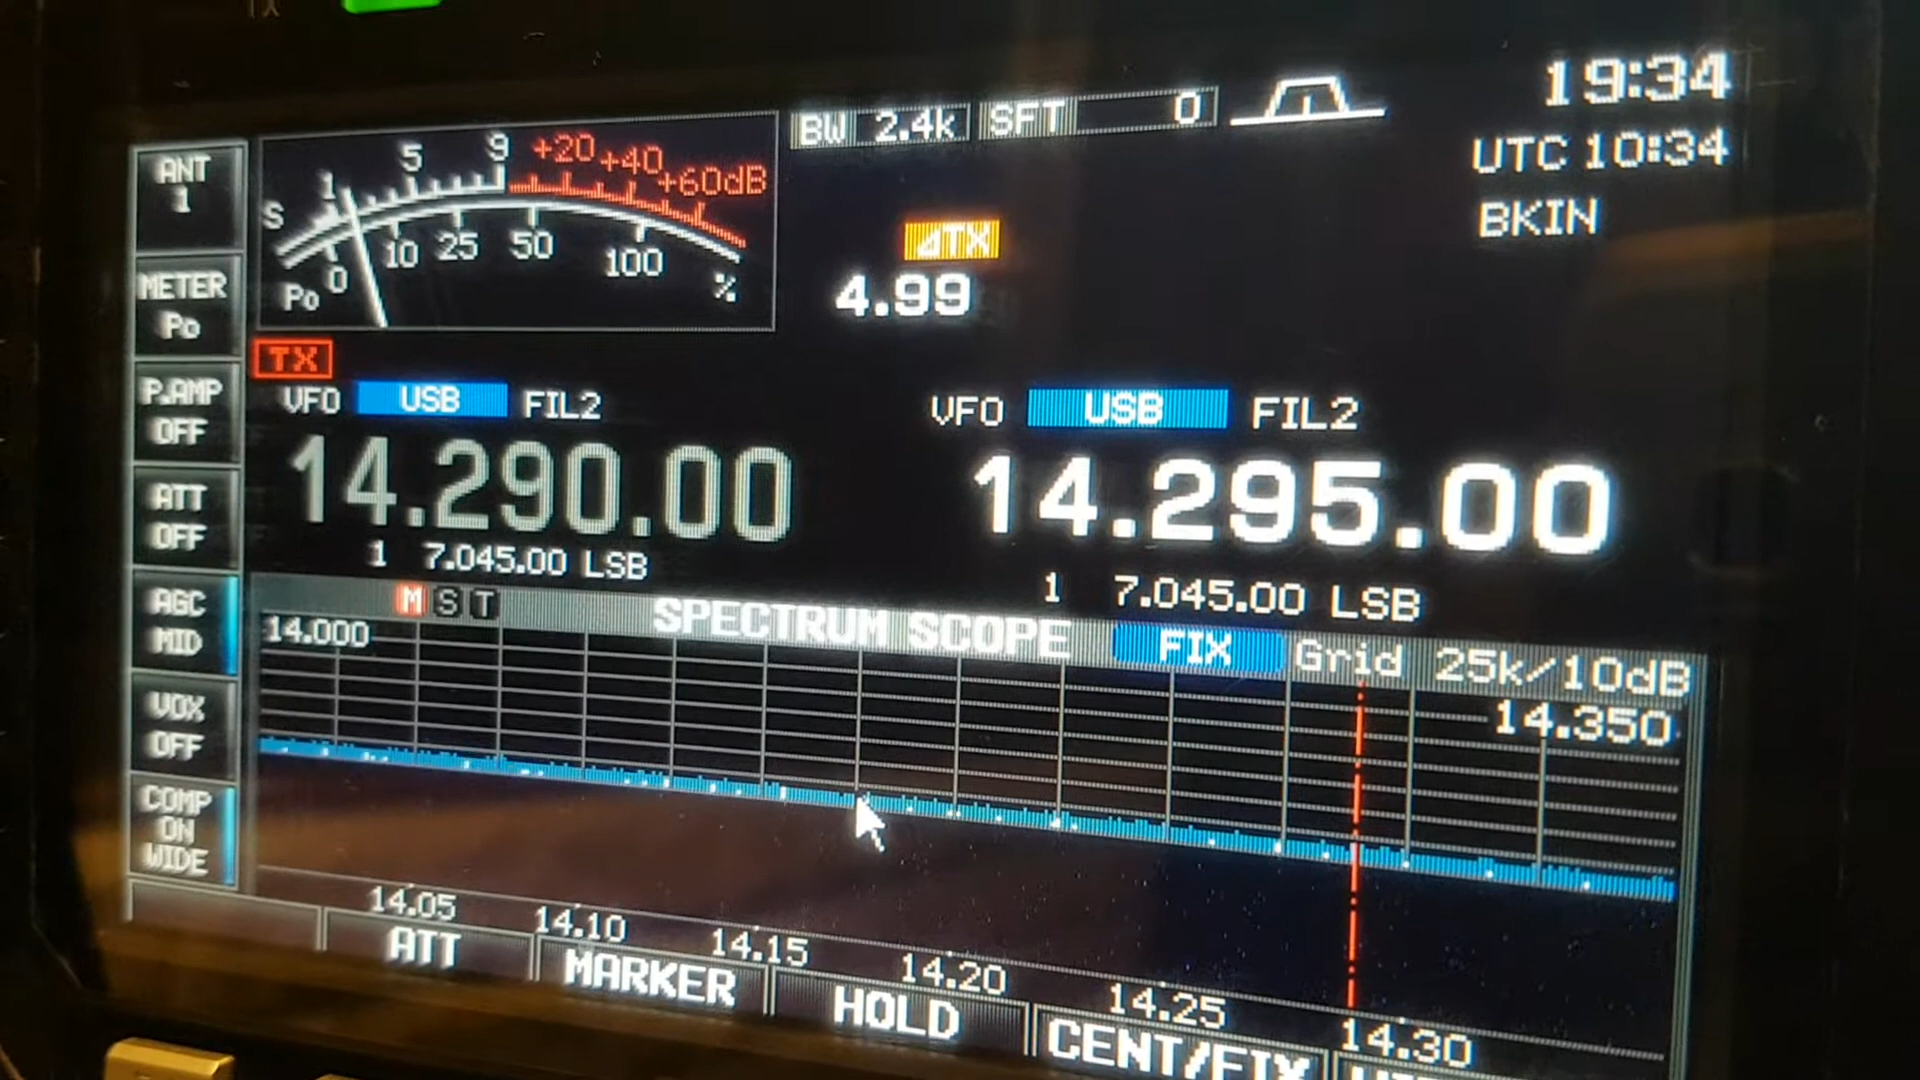 TX
19:34
UTC 10:34
BKIN
BW 2.4k SFT 0
ANT
1
METER
Po
P.AMP
OFF
ATT
OFF
AGC
MID
VOX
OFF
COMP
ON
WIDE
S 1 5 9 +20 +40 +60dB
Po 0 10 25 50 100 %
⊿TX
4.99
TX
VFO USB FIL2
14.290.00
1 7.045.00 LSB
VFO USB FIL2
14.295.00
1 7.045.00 LSB
M S T SPECTRUM SCOPE FIX Grid 25k/10dB
14.000 14.350
14.05 14.10 14.15 14.20 14.25 14.30
ATT MARKER HOLD CENT/FIX